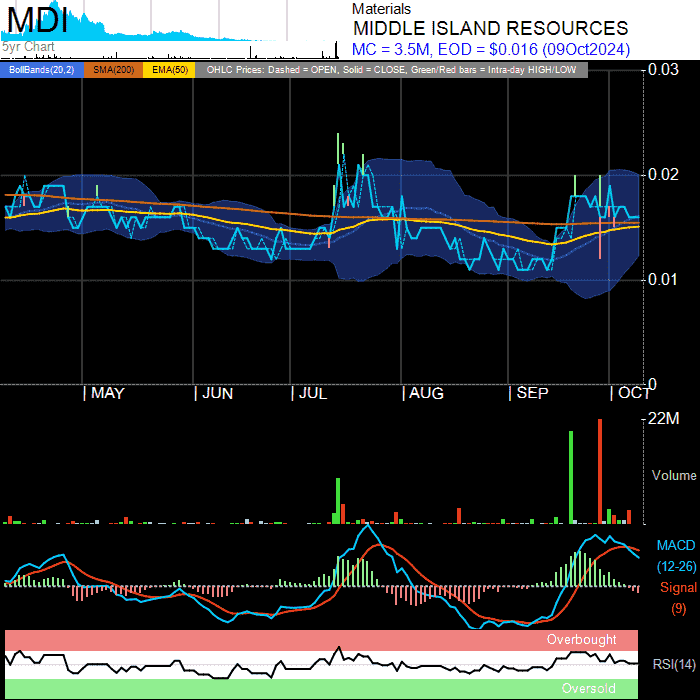 MDI
5yr Chart
Materials
MIDDLE ISLAND RESOURCES
MC = 3.5M, EOD = $0.016 (09Oct2024)
BollBands(20,2) SMA(200) EMA(50) OHLC Prices: Dashed = OPEN, Solid = CLOSE, Green/Red bars = Intra-day HIGH/LOW
0.03
0.02
0.01
0
| MAY | JUN | JUL | AUG | SEP | OCT
22M
Volume
MACD
(12-26)
Signal
(9)
Overbought
RSI(14)
Oversold